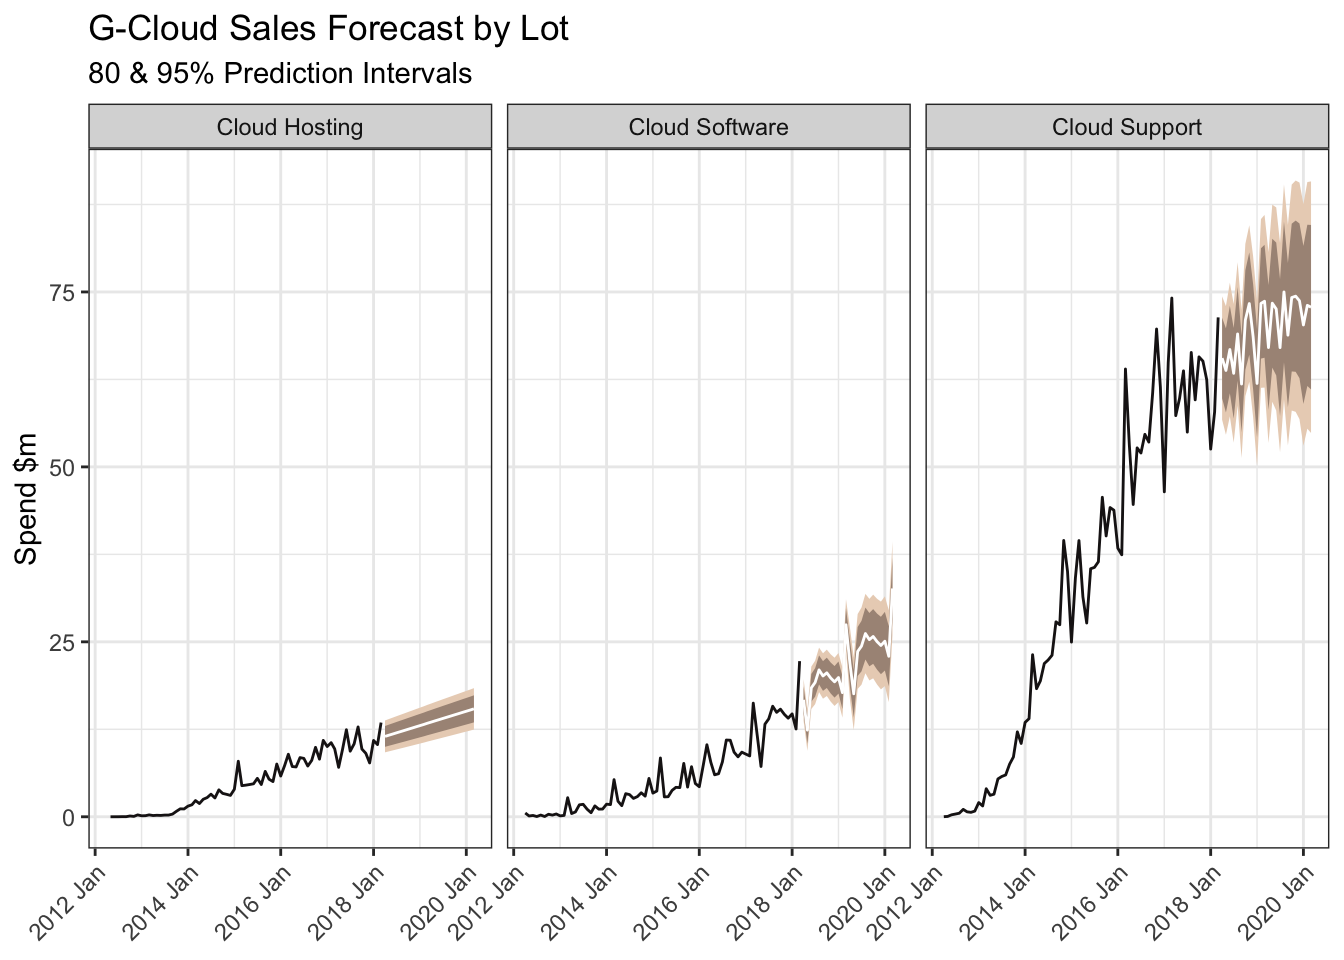 G-Cloud Sales Forecast by Lot
80 & 95% Prediction Intervals
Cloud Hosting
Cloud Software
Cloud Support
Spend $m
75
50
25
0
2012 Jan
2014 Jan
2016 Jan
2018 Jan
2020 Jan
2012 Jan
2014 Jan
2016 Jan
2018 Jan
2020 Jan
2012 Jan
2014 Jan
2016 Jan
2018 Jan
2020 Jan